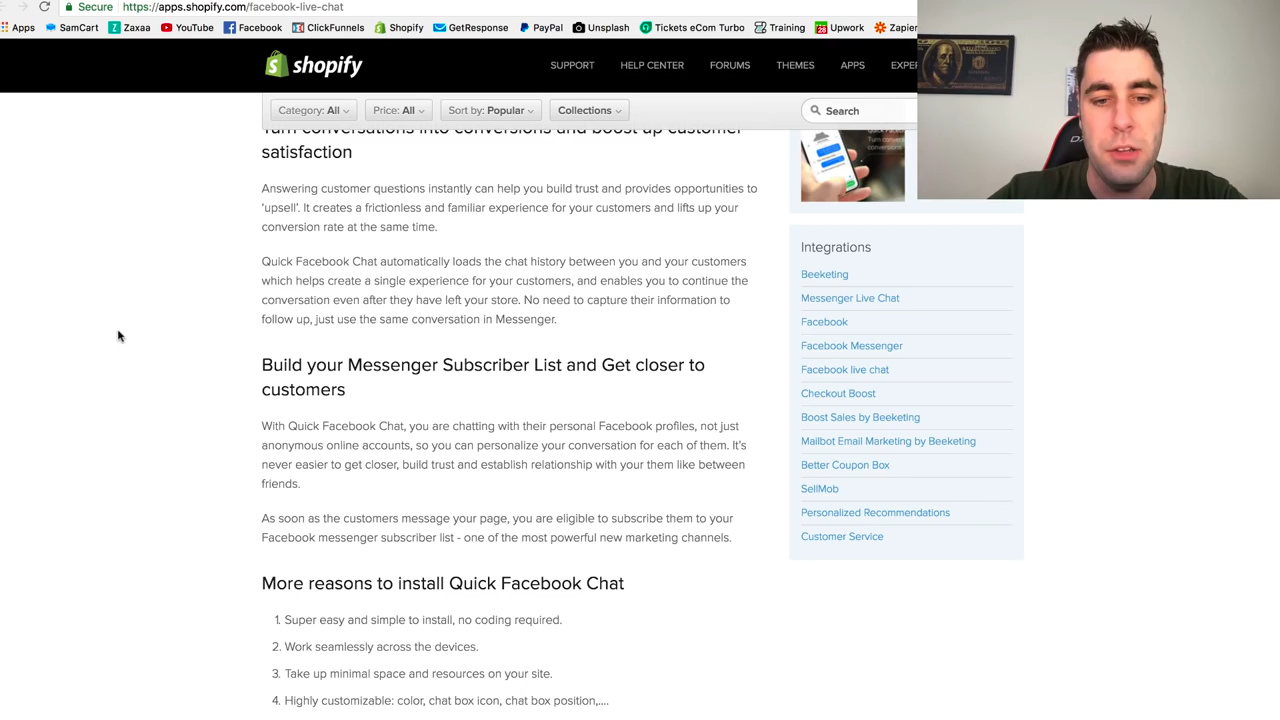 Secure https://apps.shopify.com/facebook-live-chat
Apps SamCart Zaxaa YouTube Facebook ClickFunnels Shopify GetResponse PayPal Unsplash Tickets eCom Turbo Training Upwork Zapier
shopify SUPPORT HELP CENTER FORUMS THEMES APPS EXPE
Category: All Price: All Sort by: Popular Collections Search
Turn conversations into conversions and boost up customer
satisfaction
Answering customer questions instantly can help you build trust and provides opportunities to
'upsell'. It creates a frictionless and familiar experience for your customers and lifts up your
conversion rate at the same time.
Quick Facebook Chat automatically loads the chat history between you and your customers
which helps create a single experience for your customers, and enables you to continue the
conversation even after they have left your store. No need to capture their information to
follow up, just use the same conversation in Messenger.
Build your Messenger Subscriber List and Get closer to
customers
With Quick Facebook Chat, you are chatting with their personal Facebook profiles, not just
anonymous online accounts, so you can personalize your conversation for each of them. It's
never easier to get closer, build trust and establish relationship with your them like between
friends.
As soon as the customers message your page, you are eligible to subscribe them to your
Facebook messenger subscriber list - one of the most powerful new marketing channels.
More reasons to install Quick Facebook Chat
1. Super easy and simple to install, no coding required.
2. Work seamlessly across the devices.
3. Take up minimal space and resources on your site.
4. Highly customizable: color, chat box icon, chat box position,....
Integrations
Beeketing
Messenger Live Chat
Facebook
Facebook Messenger
Facebook live chat
Checkout Boost
Boost Sales by Beeketing
Mailbot Email Marketing by Beeketing
Better Coupon Box
SellMob
Personalized Recommendations
Customer Service